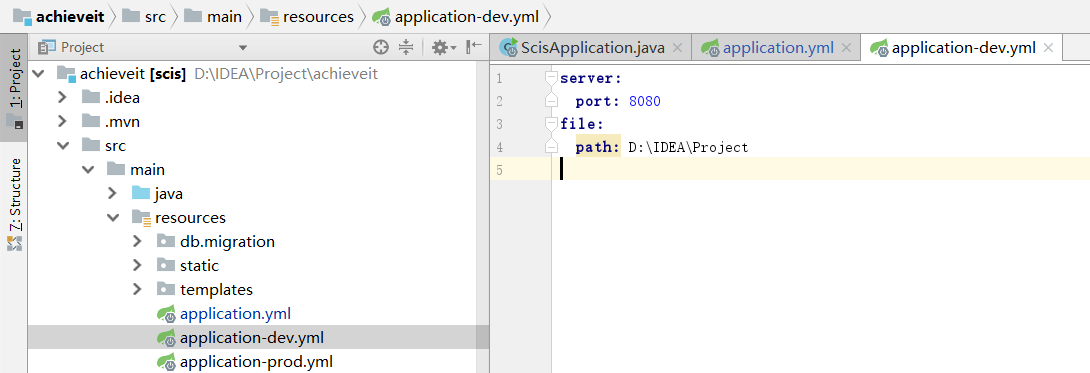 achieveit src main resources application-dev.yml
1: Project
7: Structure
Project
achieveit [scis] D:\IDEA\Project\achieveit
.idea
.mvn
src
main
java
resources
db.migration
static
templates
application.yml
application-dev.yml
application-prod.yml
ScisApplication.java application.yml application-dev.yml
1 server:
2 port: 8080
3 file:
4 path: D:\IDEA\Project
5